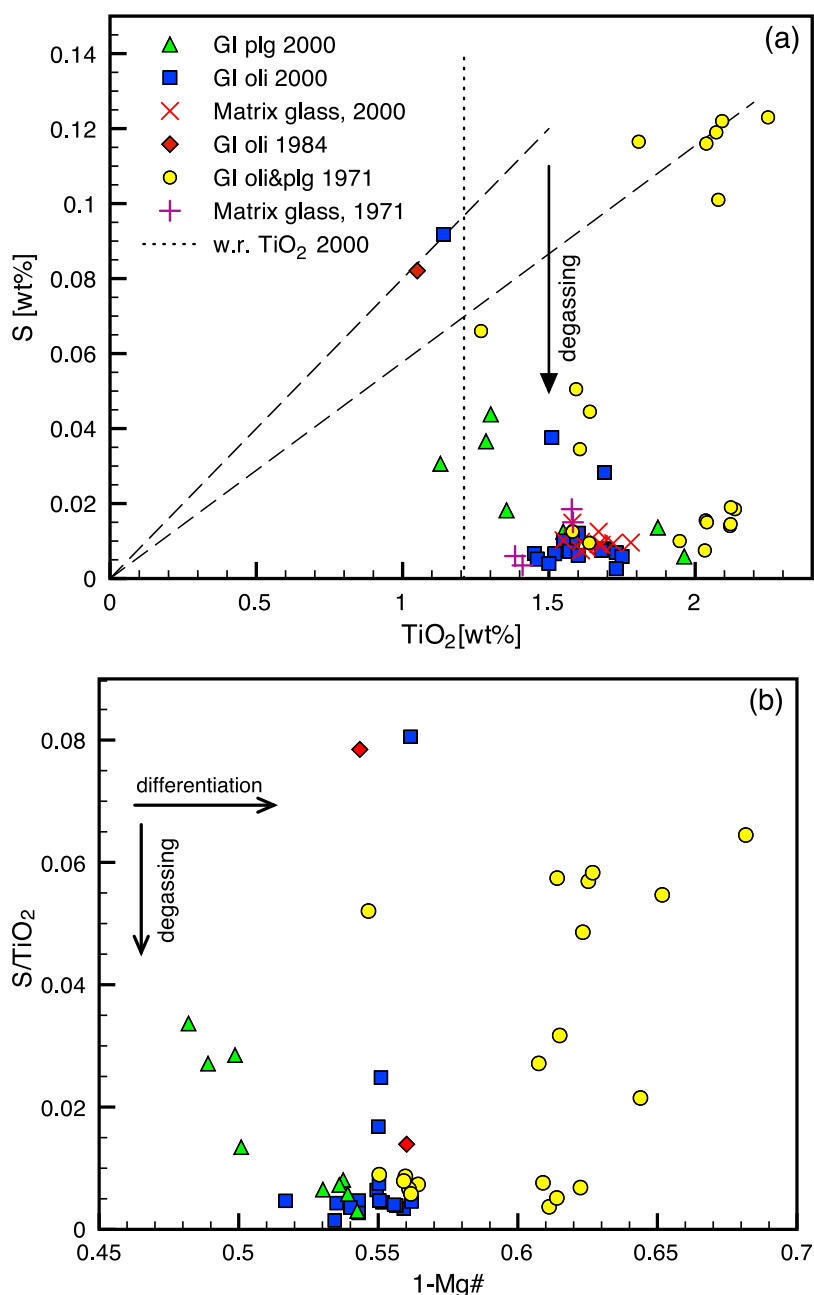 (a)
GI plg 2000
GI oli 2000
Matrix glass, 2000
GI oli 1984
GI oli&plg 1971
Matrix glass, 1971
w.r. TiO2 2000
degassing
S [wt%]
0.14
0.12
0.1
0.08
0.06
0.04
0.02
0
0 0.5 1 1.5 2
TiO2[wt%]
(b)
differentiation
degassing
S/TiO2
0.08
0.06
0.04
0.02
0
0.45 0.5 0.55 0.6 0.65 0.7
1-Mg#